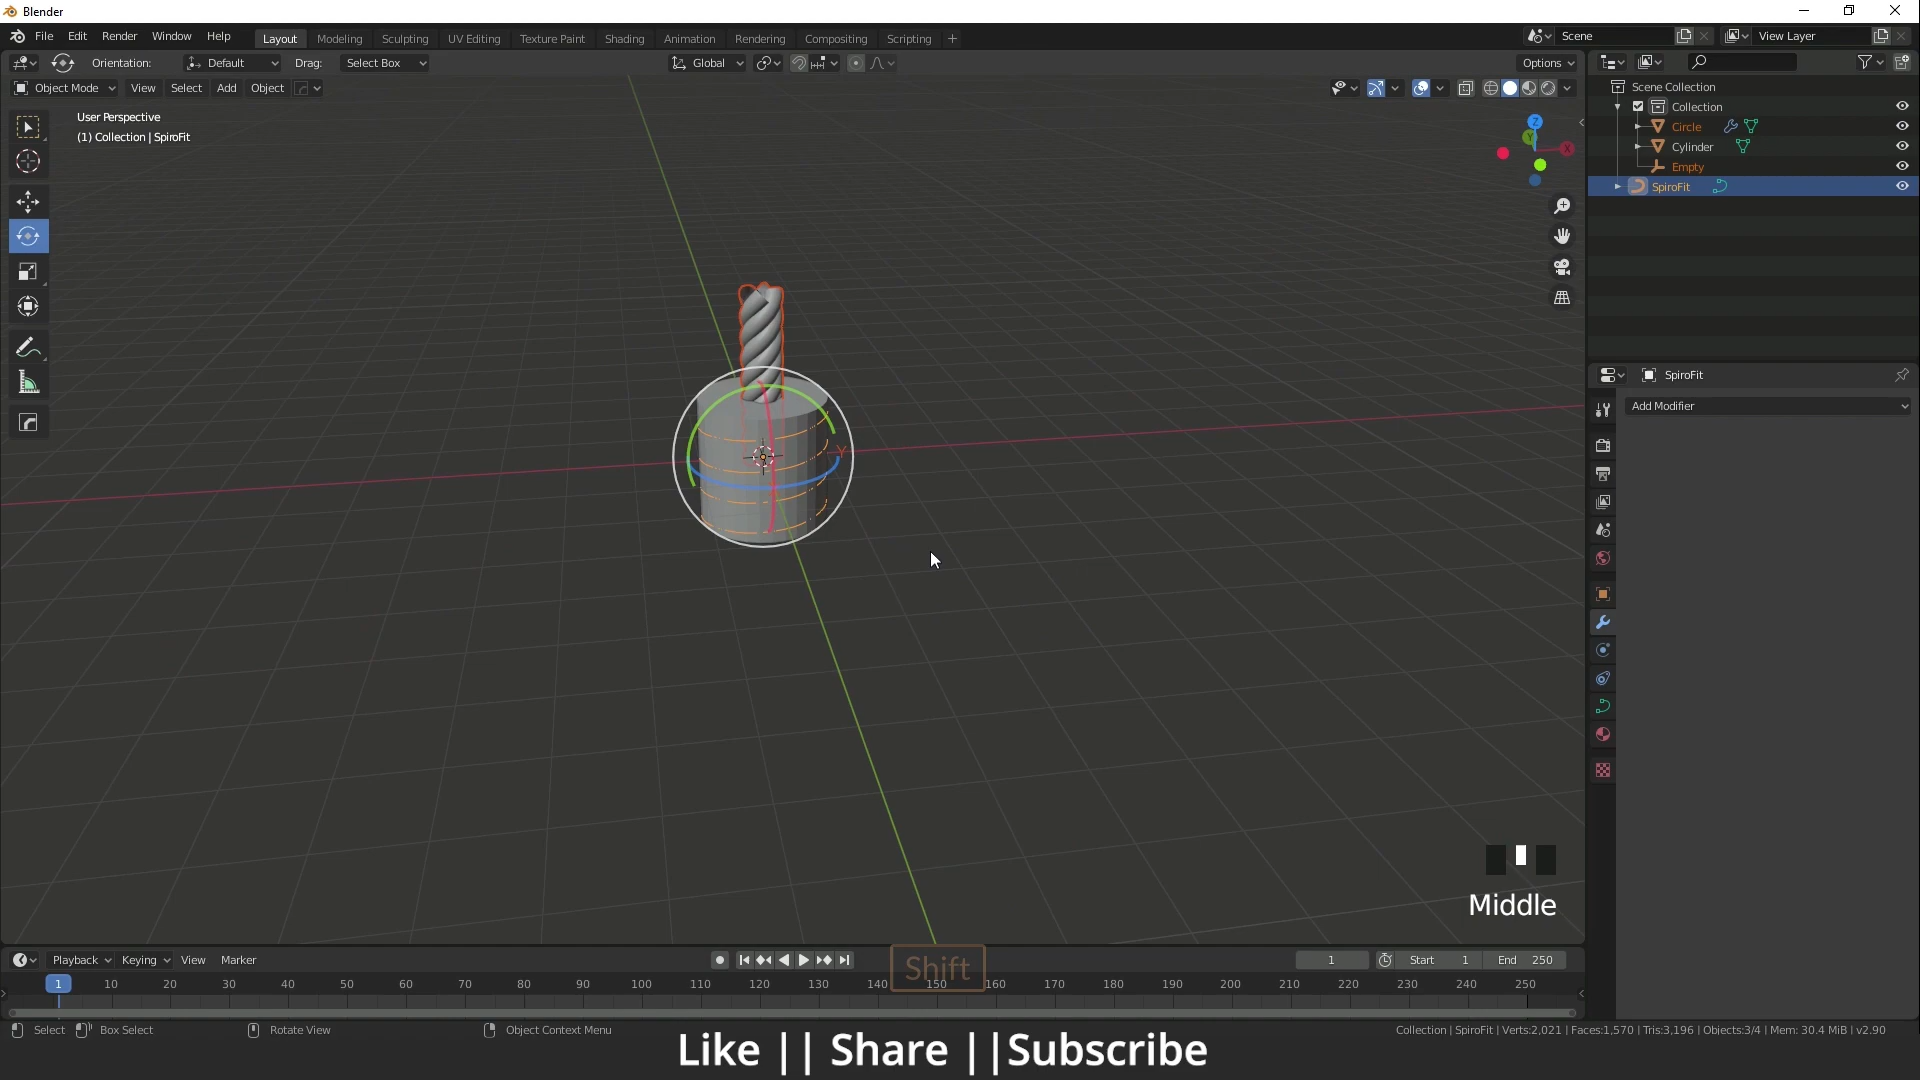 Blender
File Edit Render Window Help Layout Modeling Sculpting UV Editing Texture Paint Shading Animation Rendering Compositing Scripting Scene View Layer
Orientation: Default Drag: Select Box Global Options
Object Mode View Select Add Object
Scene Collection
Collection
Circle
Cylinder
Empty
SpiroFit
User Perspective
(1) Collection | SpiroFit
Z
Y
X
Y
SpiroFit
Add Modifier
Middle
Shift
Playback Keying View Marker 1 Start 1 End 250
1 10 20 30 40 50 60 70 80 90 100 110 120 130 140 150 160 170 180 190 200 210 220 230 240 250
Select Box Select Rotate View Object Context Menu Collection | SpiroFit | Verts:2,021 | Faces:1,570 | Tris:3,196 | Objects:3/4 | Mem: 30.4 MiB | v2.90
Like || Share ||Subscribe